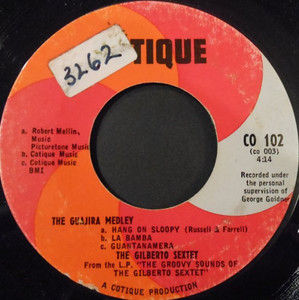 3262
TIQUE
a. Robert Mellin,
Music
Picturetone Music
b. Cotique Music
c. Cotique Music
BMI
CO 102
(co 003)
4:14
Recorded under
the personal
supervision of
George Goldner
THE GUAJIRA MEDLEY
a. HANG ON SLOOPY (Russell & Farrell)
b. LA BAMBA
c. GUANTANAMERA
THE GILBERTO SEXTET
From the L.P. "THE GROOVY SOUNDS OF
THE GILBERTO SEXTET"
A COTIQUE PRODUCTION